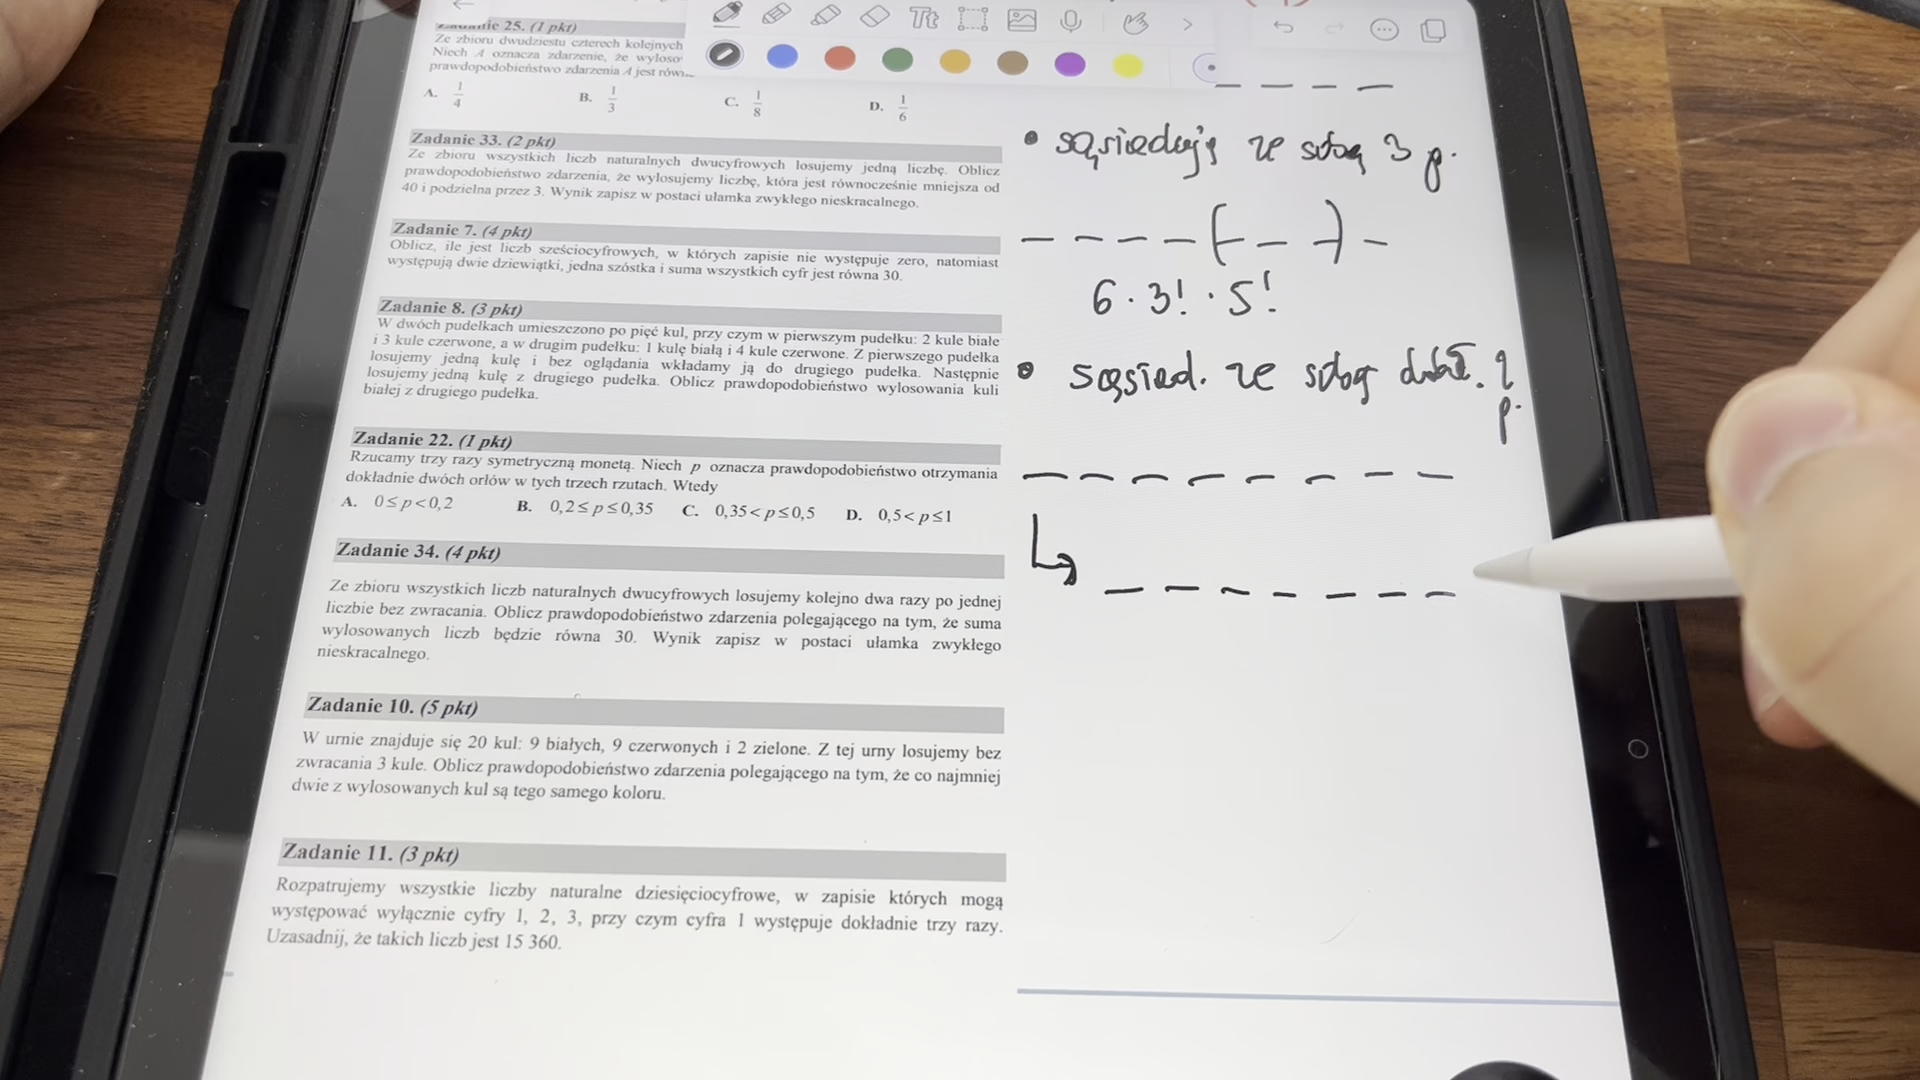 Zadanie 25. (1 pkt)
Ze zbioru dwudziestu czterech kolejnych
Niech A oznacza zdarzenie, że wyloso
prawdopodobieństwo zdarzenia A jest równ
A. 1/4 B. 1/3 C. 1/8 D. 1/6
Zadanie 33. (2 pkt)
Ze zbioru wszystkich liczb naturalnych dwucyfrowych losujemy jedną liczbę. Oblicz
prawdopodobieństwo zdarzenia, że wylosujemy liczbę, która jest równocześnie mniejsza od
40 i podzielna przez 3. Wynik zapisz w postaci ułamka zwykłego nieskracalnego.
Zadanie 7. (4 pkt)
Oblicz, ile jest liczb sześciocyfrowych, w których zapisie nie występuje zero, natomiast
występują dwie dziewiątki, jedna szóstka i suma wszystkich cyfr jest równa 30.
Zadanie 8. (3 pkt)
W dwóch pudełkach umieszczono po pięć kul, przy czym w pierwszym pudełku: 2 kule białe
i 3 kule czerwone, a w drugim pudełku: 1 kulę białą i 4 kule czerwone. Z pierwszego pudełka
losujemy jedną kulę i bez oglądania wkładamy ją do drugiego pudełka. Następnie
losujemy jedną kulę z drugiego pudełka. Oblicz prawdopodobieństwo wylosowania kuli
białej z drugiego pudełka.
Zadanie 22. (1 pkt)
Rzucamy trzy razy symetryczną monetą. Niech p oznacza prawdopodobieństwo otrzymania
dokładnie dwóch orłów w tych trzech rzutach. Wtedy
A. 0≤p<0,2 B. 0,2≤p≤0,35 C. 0,35<p≤0,5 D. 0,5<p≤1
Zadanie 34. (4 pkt)
Ze zbioru wszystkich liczb naturalnych dwucyfrowych losujemy kolejno dwa razy po jednej
liczbie bez zwracania. Oblicz prawdopodobieństwo zdarzenia polegającego na tym, że suma
wylosowanych liczb będzie równa 30. Wynik zapisz w postaci ułamka zwykłego
nieskracalnego.
Zadanie 10. (5 pkt)
W urnie znajduje się 20 kul: 9 białych, 9 czerwonych i 2 zielone. Z tej urny losujemy bez
zwracania 3 kule. Oblicz prawdopodobieństwo zdarzenia polegającego na tym, że co najmniej
dwie z wylosowanych kul są tego samego koloru.
Zadanie 11. (3 pkt)
Rozpatrujemy wszystkie liczby naturalne dziesięciocyfrowe, w zapisie których mogą
występować wyłącznie cyfry 1, 2, 3, przy czym cyfra 1 występuje dokładnie trzy razy.
Uzasadnij, że takich liczb jest 15 360.
Tt
• sąsiadują ze sobą 3 p.
6 · 3! · 5!
• sąsiad. ze sobą dokł. 2
p.